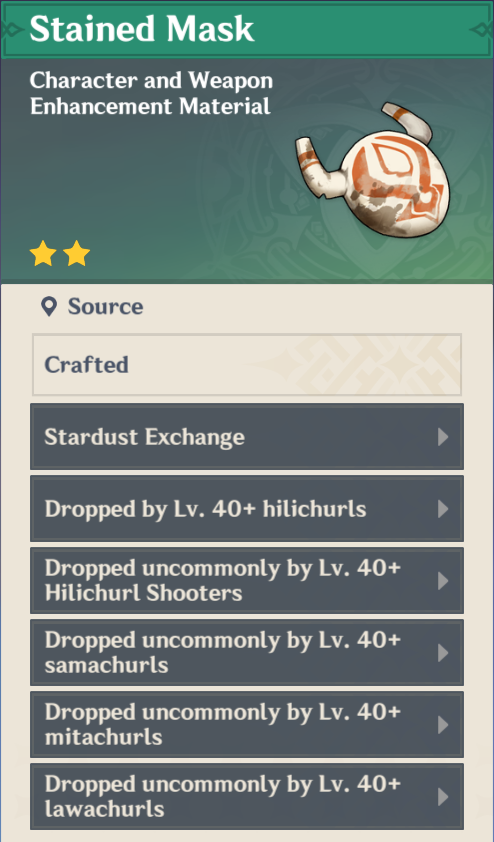 Stained Mask
Character and Weapon
Enhancement Material
Source
Crafted
Stardust Exchange
Dropped by Lv. 40+ hilichurls
Dropped uncommonly by Lv. 40+
Hilichurl Shooters
Dropped uncommonly by Lv. 40+
samachurls
Dropped uncommonly by Lv. 40+
mitachurls
Dropped uncommonly by Lv. 40+
lawachurls